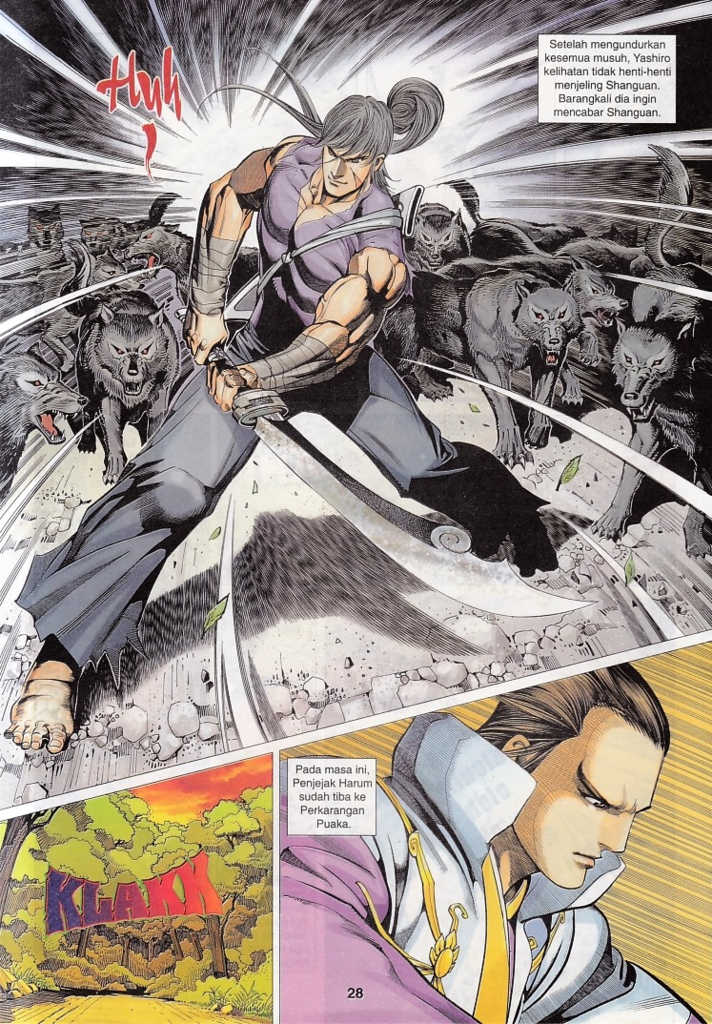 Huh
!
Setelah mengundurkan
kesemua musuh, Yashiro
kelihatan tidak henti-henti
menjeling Shanguan.
Barangkali dia ingin
mencabar Shanguan.
Pada masa ini,
Penjejak Harum
sudah tiba ke
Perkarangan
Puaka.
KLAKK
28